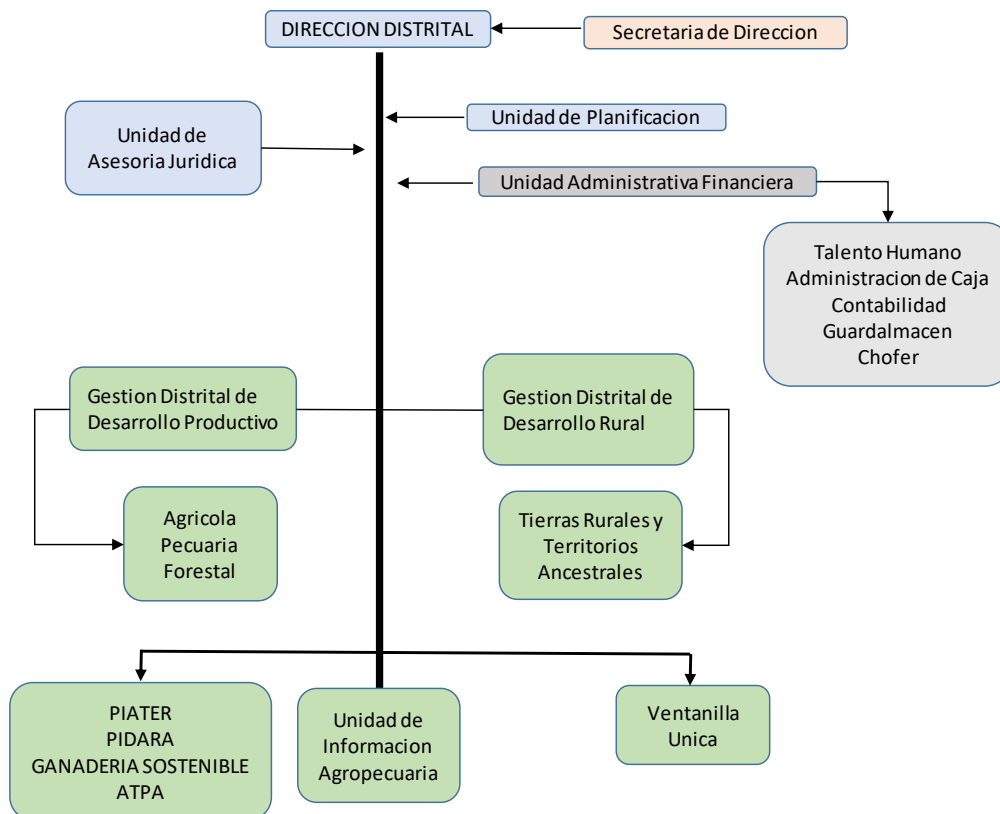 DIRECCION DISTRITAL
Secretaria de Direccion
Unidad de Planificacion
Unidad de
Asesoria Juridica
Unidad Administrativa Financiera
Talento Humano
Administracion de Caja
Contabilidad
Guardalmacen
Chofer
Gestion Distrital de
Desarrollo Productivo
Gestion Distrital de
Desarrollo Rural
Agricola
Pecuaria
Forestal
Tierras Rurales y
Territorios
Ancestrales
PIATER
PIDARA
GANADERIA SOSTENIBLE
ATPA
Unidad de
Informacion
Agropecuaria
Ventanilla
Unica